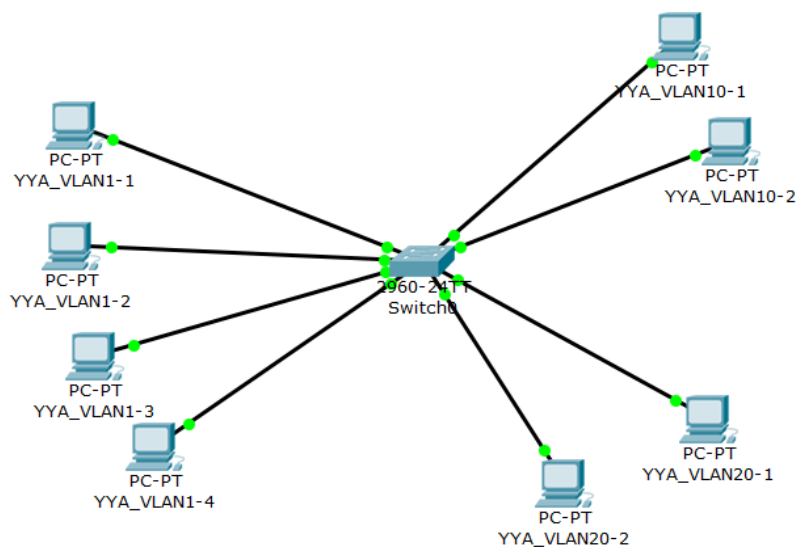 PC-PT
YYA_VLAN10-1
PC-PT
YYA_VLAN1-1
PC-PT
YYA_VLAN10-2
PC-PT
YYA_VLAN1-2
2960-24TT
Switch0
PC-PT
YYA_VLAN1-3
PC-PT
YYA_VLAN1-4
PC-PT
YYA_VLAN20-1
PC-PT
YYA_VLAN20-2